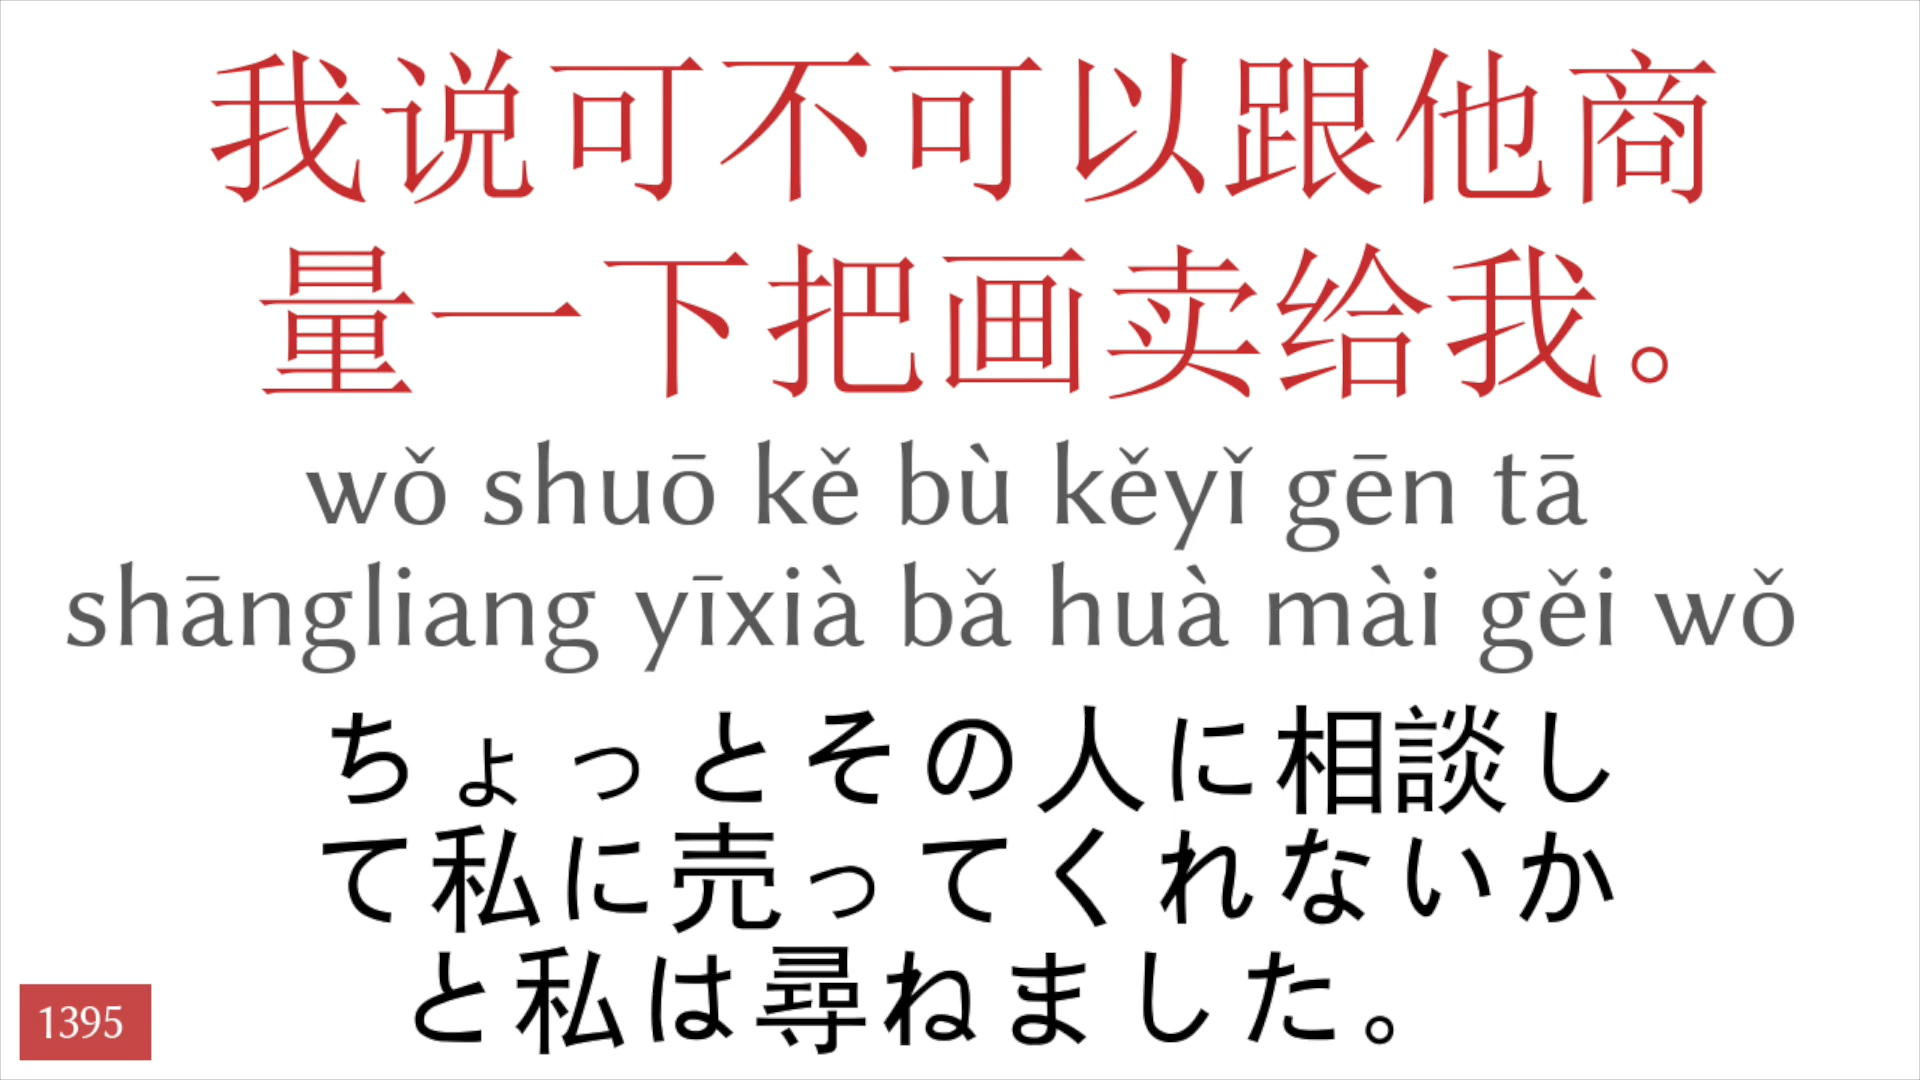 我说可不可以跟他商
量一下把画卖给我。
wǒ shuō kě bù kěyǐ gēn tā
shāngliang yīxià bǎ huà mài gěi wǒ
ちょっとその人に相談し
て私に売ってくれないか
と私は尋ねました。
1395